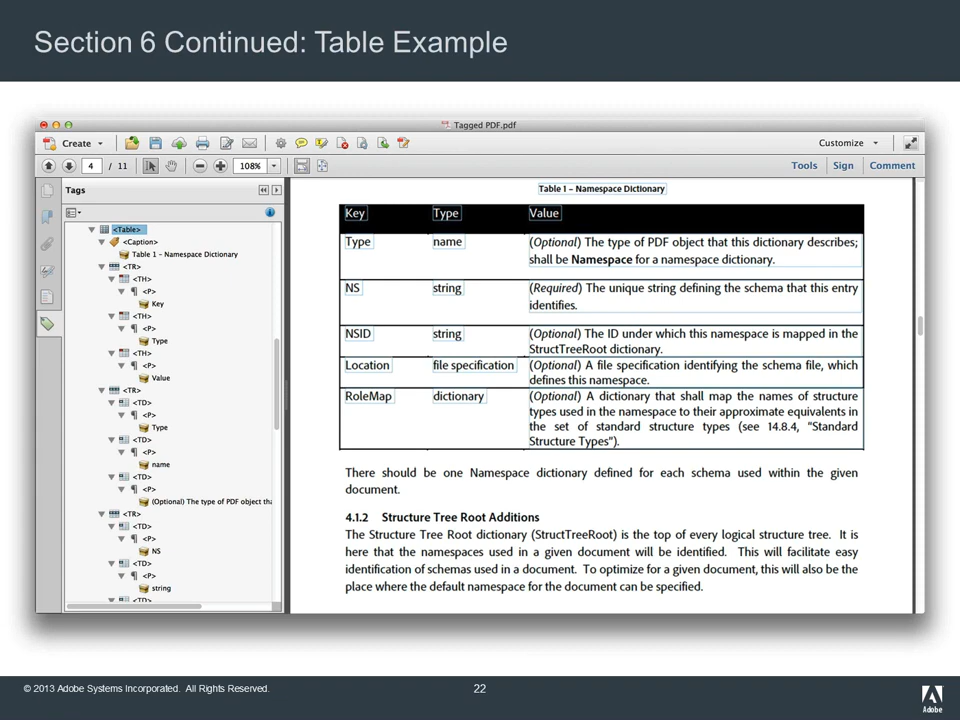 Section 6 Continued: Table Example
Tagged PDF.pdf
Create
Customize
4 / 11
108%
Tools Sign Comment
Tags
<Table>
<Caption>
Table 1 – Namespace Dictionary
<TR>
<TH>
<P>
Key
<TH>
<P>
Type
<TH>
<P>
Value
<TR>
<TD>
<P>
Type
<TD>
<P>
name
<TD>
<P>
(Optional) The type of PDF object tha
<TR>
<TD>
<P>
NS
<TD>
<P>
string
<TD>
Table 1 – Namespace Dictionary
Key Type Value
Type name (Optional) The type of PDF object that this dictionary describes;
shall be Namespace for a namespace dictionary.
NS string (Required) The unique string defining the schema that this entry
identifies.
NSID string (Optional) The ID under which this namespace is mapped in the
StructTreeRoot dictionary.
Location file specification (Optional) A file specification identifying the schema file, which
defines this namespace.
RoleMap dictionary (Optional) A dictionary that shall map the names of structure
types used in the namespace to their approximate equivalents in
the set of standard structure types (see 14.8.4, "Standard
Structure Types").
There should be one Namespace dictionary defined for each schema used within the given
document.
4.1.2 Structure Tree Root Additions
The Structure Tree Root dictionary (StructTreeRoot) is the top of every logical structure tree. It is
here that the namespaces used in a given document will be identified. This will facilitate easy
identification of schemas used in a document. To optimize for a given document, this will also be the
place where the default namespace for the document can be specified.
© 2013 Adobe Systems Incorporated. All Rights Reserved.
22
Adobe